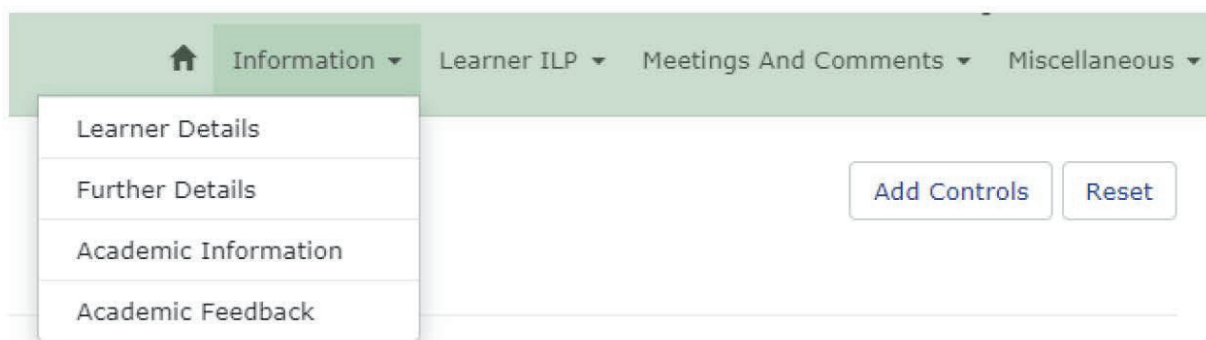 Information Learner ILP Meetings And Comments Miscellaneous
Learner Details
Further Details
Add Controls Reset
Academic Information
Academic Feedback